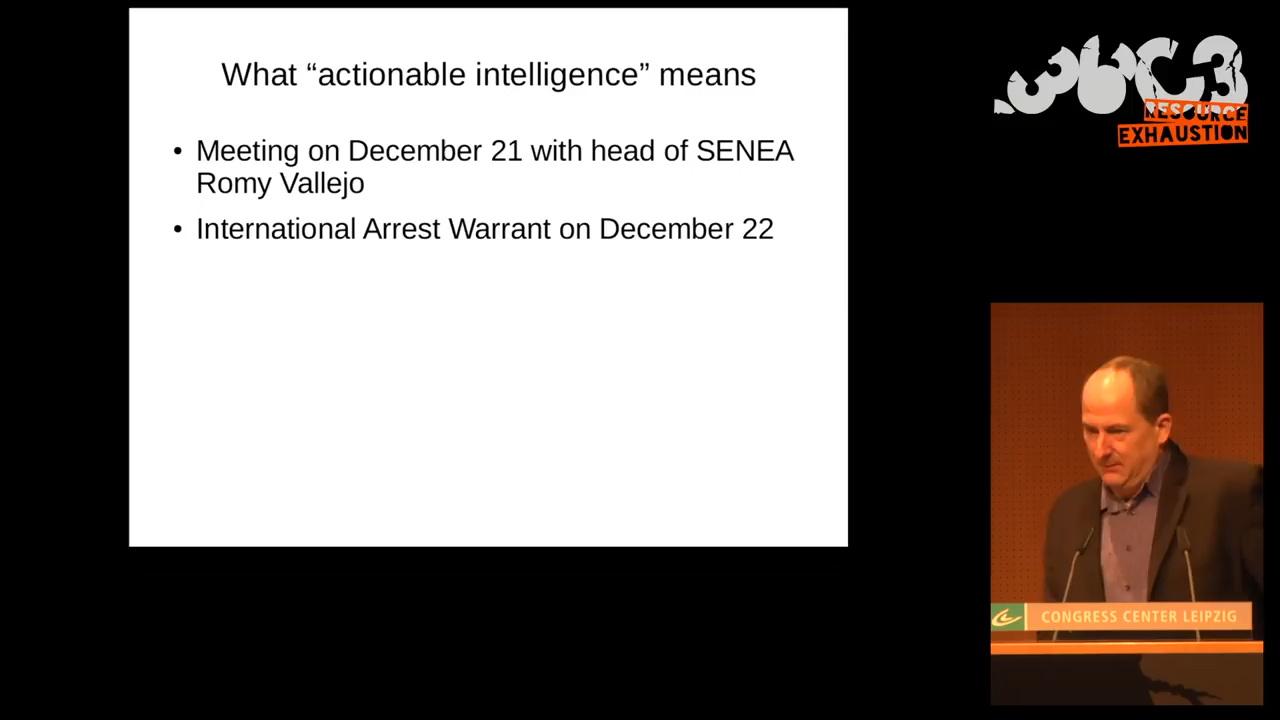 What “actionable intelligence” means
• Meeting on December 21 with head of SENEA
Romy Vallejo
• International Arrest Warrant on December 22
36C3
RESOURCE
EXHAUSTION
CONGRESS CENTER LEIPZIG